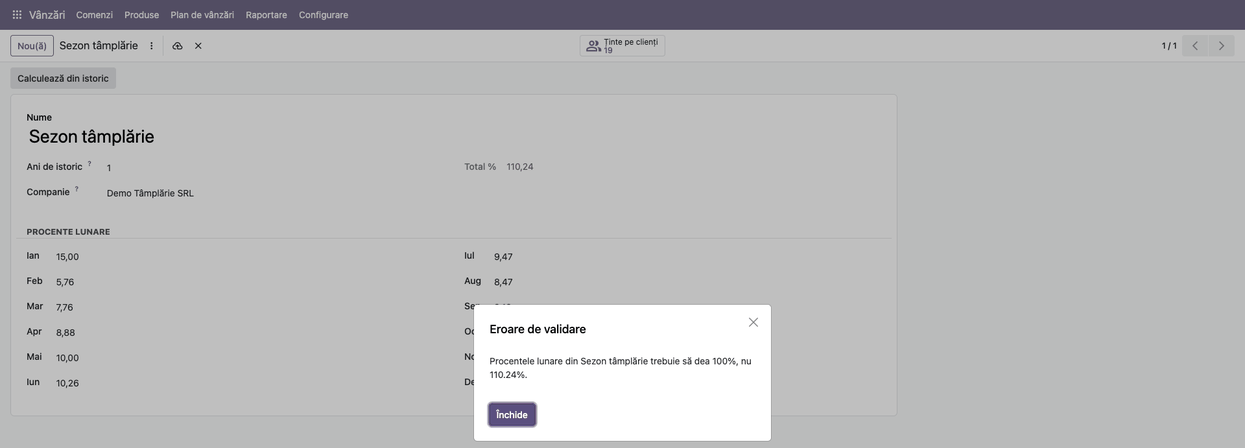 Vânzări Comenzi Produse Plan de vânzări Raportare Configurare
Nou(ă) Sezon tâmplărie
Ținte pe clienți
19
1 / 1
Calculează din istoric
Nume
Sezon tâmplărie
Ani de istoric ? 1
Total % 110,24
Companie ? Demo Tâmplărie SRL
PROCENTE LUNARE
Ian 15,00
Iul 9,47
Feb 5,76
Aug 8,47
Mar 7,76
Apr 8,88
Mai 10,00
Iun 10,26
Eroare de validare
Procentele lunare din Sezon tâmplărie trebuie să dea 100%, nu
110.24%.
Închide